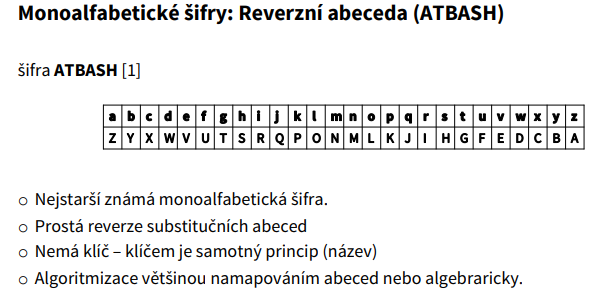 Monoalfabetické šifry: Reverzní abeceda (ATBASH)
šifra ATBASH [1]
a b c d e f g h i j k l m n o p q r s t u v w x y z
Z Y X W V U T S R Q P O N M L K J I H G F E D C B A
○ Nejstarší známá monoalfabetická šifra.
○ Prostá reverze substitučních abeced
○ Nemá klíč – klíčem je samotný princip (název)
○ Algoritmizace většinou namapováním abeced nebo algebraricky.